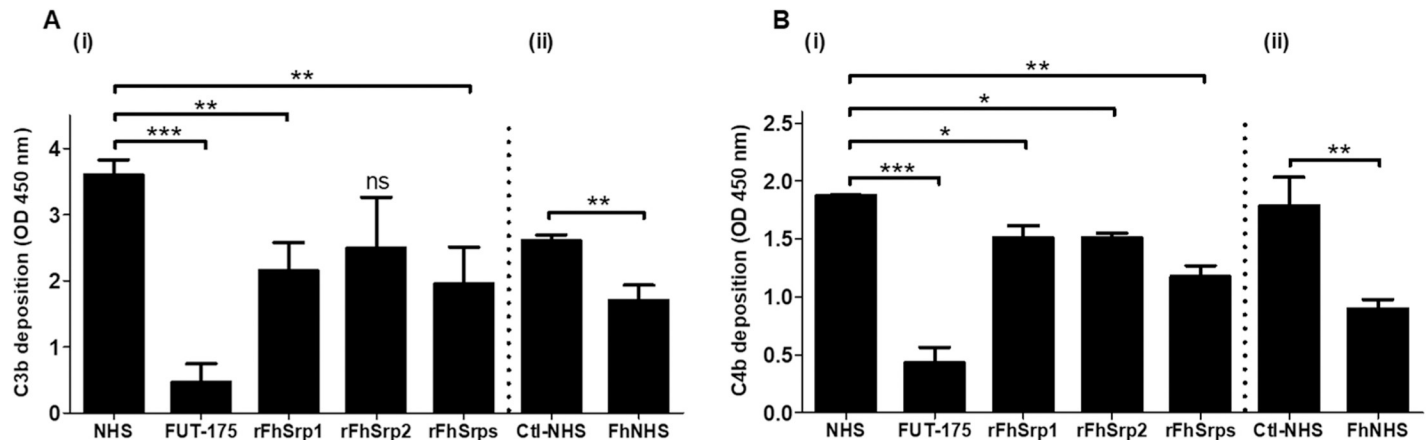 A
(i)
(ii)
**
**
***
ns
**
C3b deposition (OD 450 nm)
4
3
2
1
0
NHS FUT-175 rFhSrp1 rFhSrp2 rFhSrps Ctl-NHS FhNHS
B
(i)
(ii)
**
*
*
***
**
C4b deposition (OD 450 nm)
2.5
2.0
1.5
1.0
0.5
0.0
NHS FUT-175 rFhSrp1 rFhSrp2 rFhSrps Ctl-NHS FhNHS